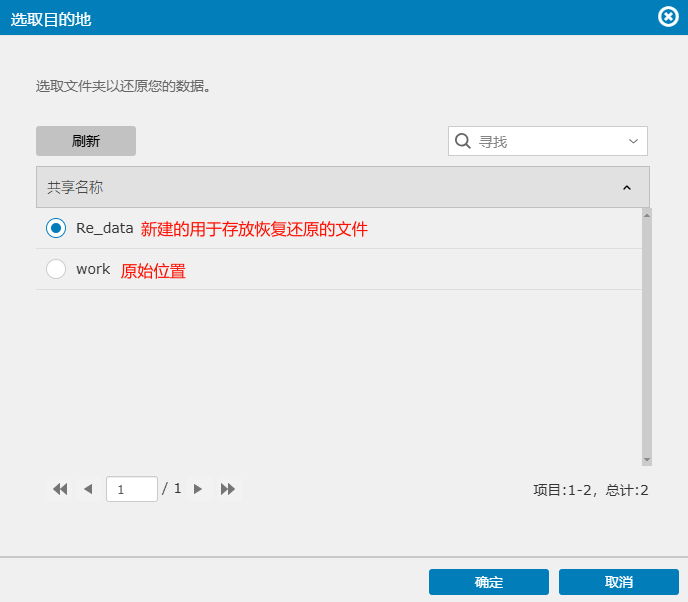 选取目的地
选取文件夹以还原您的数据。
刷新
寻找
共享名称
Re_data 新建的用于存放恢复还原的文件
work 原始位置
1 / 1
项目:1-2，总计:2
确定 取消